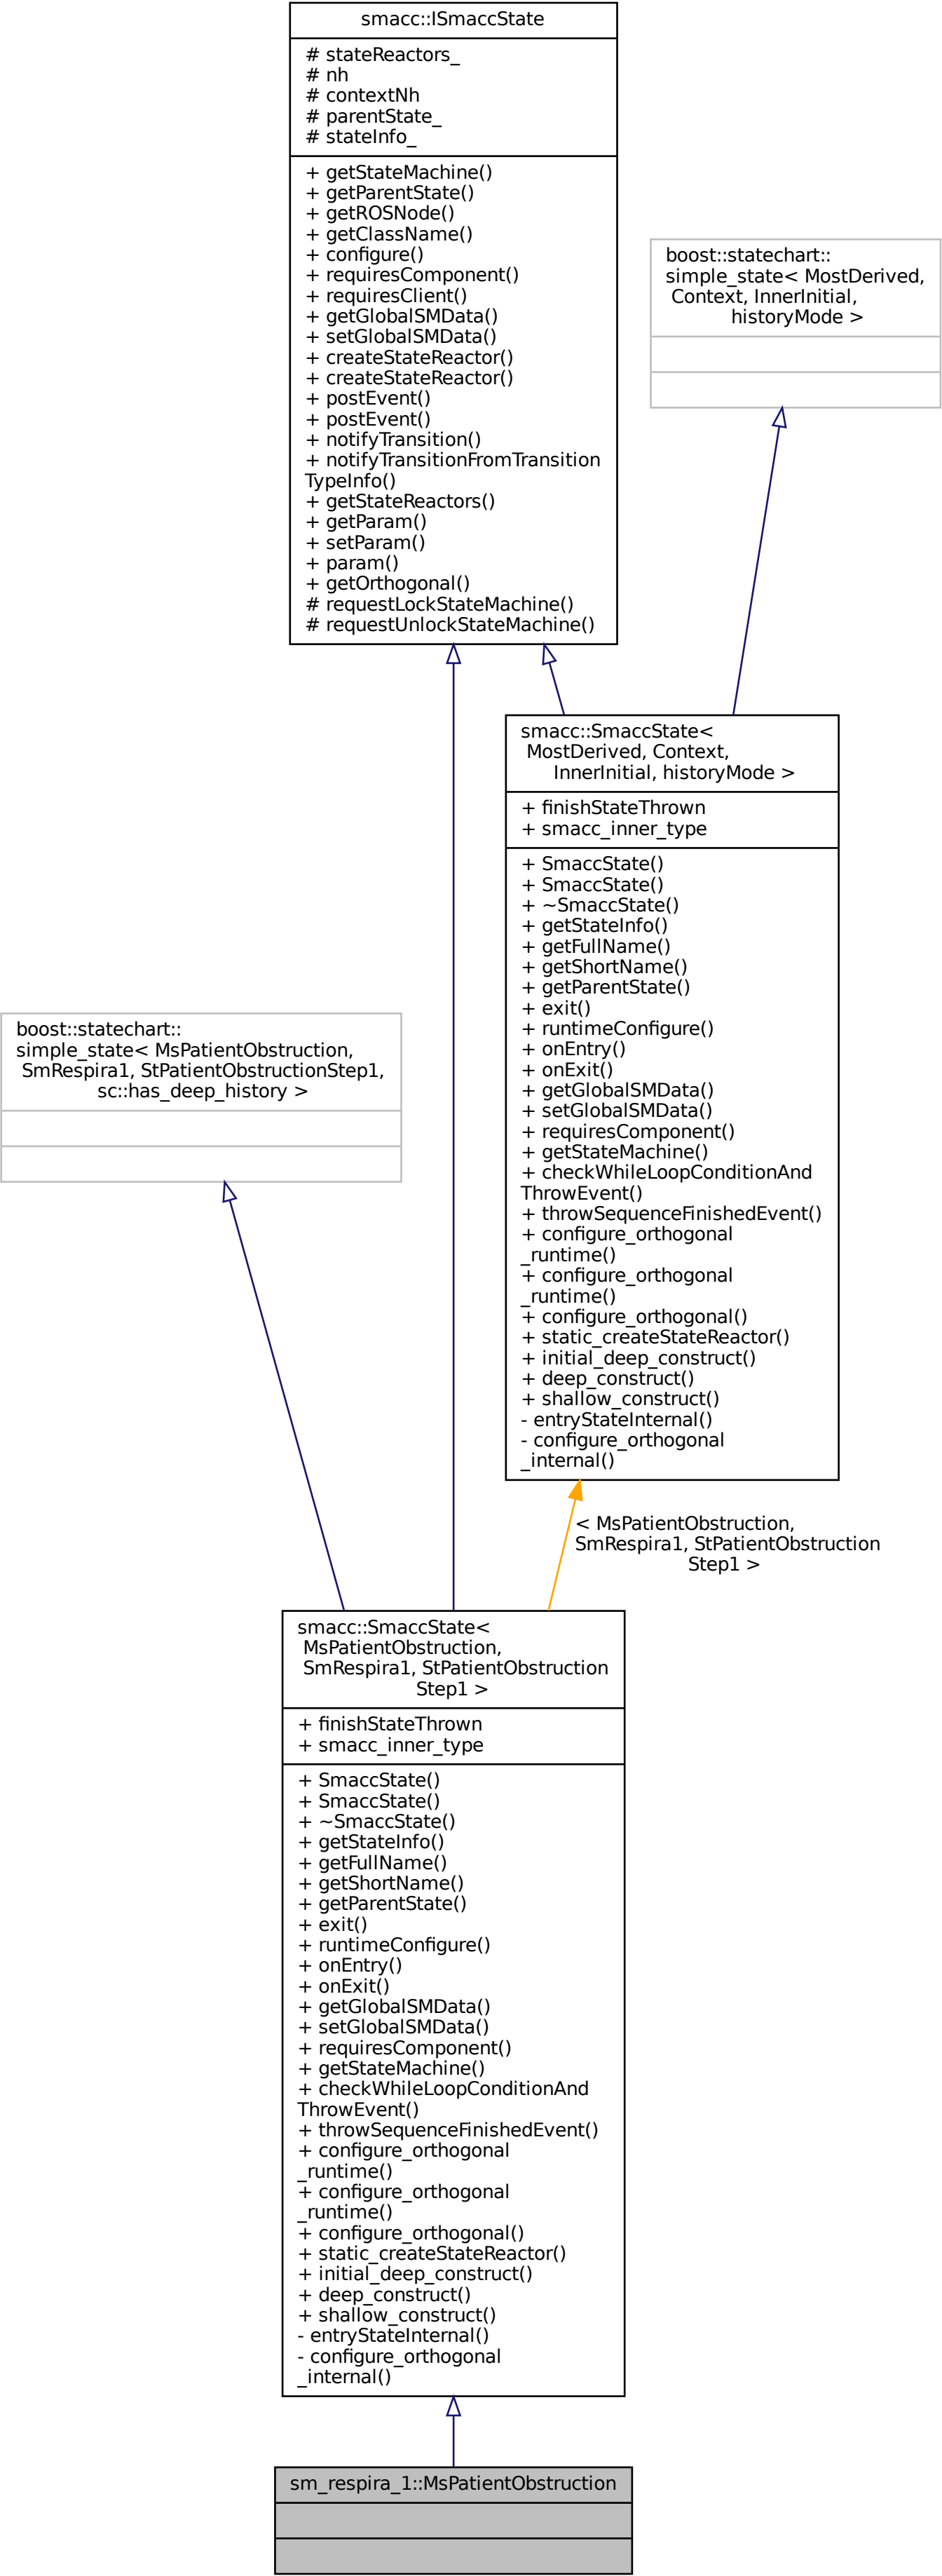 smacc::ISmaccState
# stateReactors_
# nh
# contextNh
# parentState_
# stateInfo_
+ getStateMachine()
+ getParentState()
+ getROSNode()
+ getClassName()
+ configure()
+ requiresComponent()
+ requiresClient()
+ getGlobalSMData()
+ setGlobalSMData()
+ createStateReactor()
+ createStateReactor()
+ postEvent()
+ postEvent()
+ notifyTransition()
+ notifyTransitionFromTransition
TypeInfo()
+ getStateReactors()
+ getParam()
+ setParam()
+ param()
+ getOrthogonal()
# requestLockStateMachine()
# requestUnlockStateMachine()
boost::statechart::
simple_state< MostDerived,
Context, InnerInitial,
historyMode >
smacc::SmaccState<
MostDerived, Context,
InnerInitial, historyMode >
+ finishStateThrown
+ smacc_inner_type
+ SmaccState()
+ SmaccState()
+ ~SmaccState()
+ getStateInfo()
+ getFullName()
+ getShortName()
+ getParentState()
+ exit()
+ runtimeConfigure()
+ onEntry()
+ onExit()
+ getGlobalSMData()
+ setGlobalSMData()
+ requiresComponent()
+ getStateMachine()
+ checkWhileLoopConditionAnd
ThrowEvent()
+ throwSequenceFinishedEvent()
+ configure_orthogonal
_runtime()
+ configure_orthogonal
_runtime()
+ configure_orthogonal()
+ static_createStateReactor()
+ initial_deep_construct()
+ deep_construct()
+ shallow_construct()
- entryStateInternal()
- configure_orthogonal
_internal()
boost::statechart::
simple_state< MsPatientObstruction,
SmRespira1, StPatientObstructionStep1,
sc::has_deep_history >
< MsPatientObstruction,
SmRespira1, StPatientObstruction
Step1 >
smacc::SmaccState<
MsPatientObstruction,
SmRespira1, StPatientObstruction
Step1 >
+ finishStateThrown
+ smacc_inner_type
+ SmaccState()
+ SmaccState()
+ ~SmaccState()
+ getStateInfo()
+ getFullName()
+ getShortName()
+ getParentState()
+ exit()
+ runtimeConfigure()
+ onEntry()
+ onExit()
+ getGlobalSMData()
+ setGlobalSMData()
+ requiresComponent()
+ getStateMachine()
+ checkWhileLoopConditionAnd
ThrowEvent()
+ throwSequenceFinishedEvent()
+ configure_orthogonal
_runtime()
+ configure_orthogonal
_runtime()
+ configure_orthogonal()
+ static_createStateReactor()
+ initial_deep_construct()
+ deep_construct()
+ shallow_construct()
- entryStateInternal()
- configure_orthogonal
_internal()
sm_respira_1::MsPatientObstruction